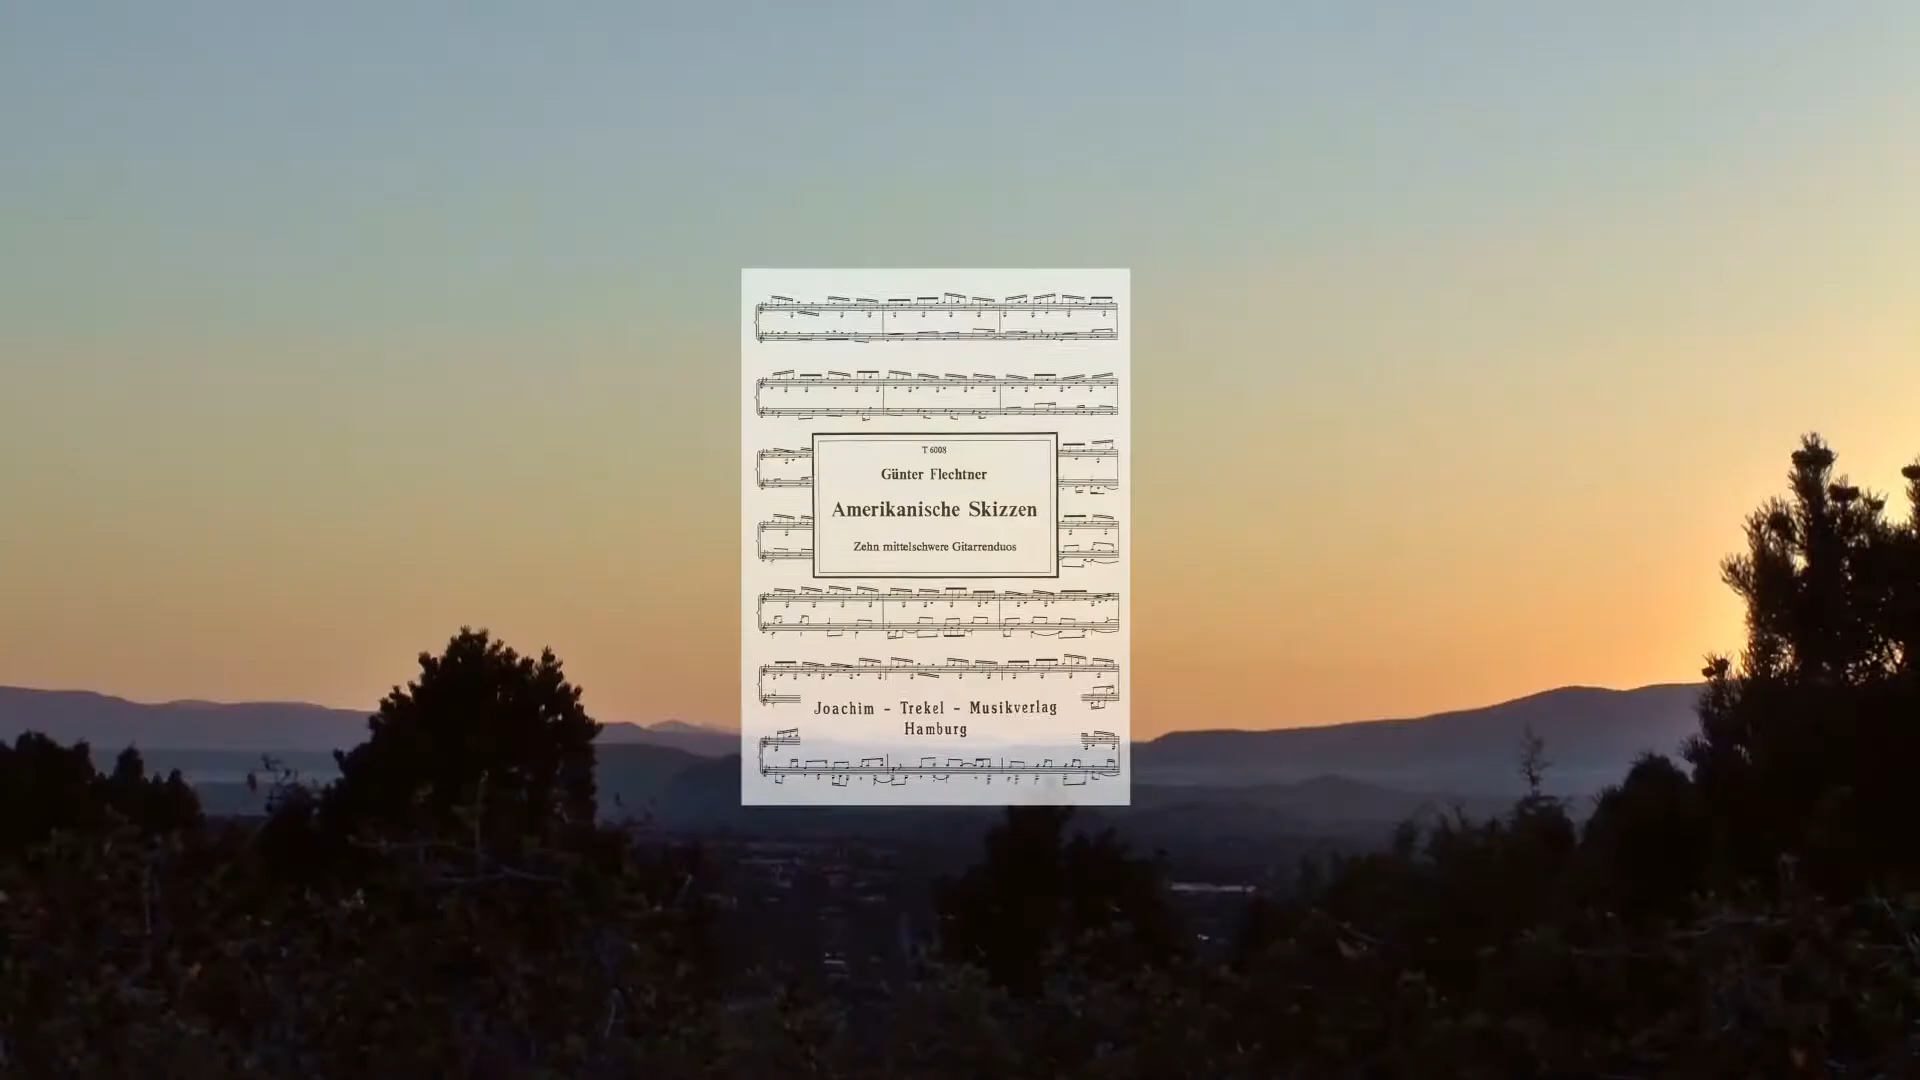 T 6008
Günter Flechtner
Amerikanische Skizzen
Zehn mittelschwere Gitarrenduos
Joachim - Trekel - Musikverlag
Hamburg